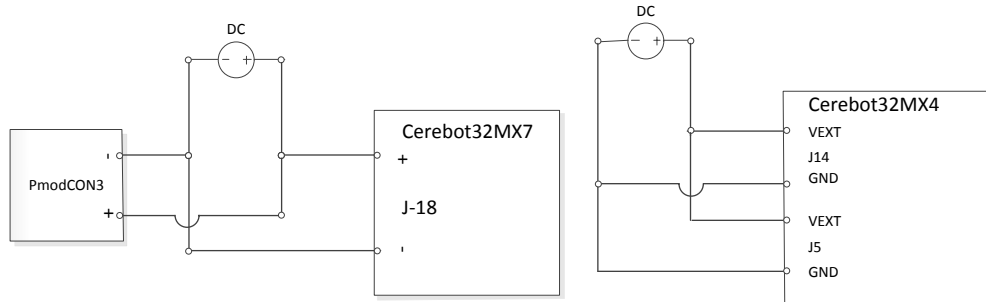 DC
- +
-
PmodCON3
+
Cerebot32MX7
+
J-18
-
DC
- +
Cerebot32MX4
VEXT
J14
GND
VEXT
J5
GND